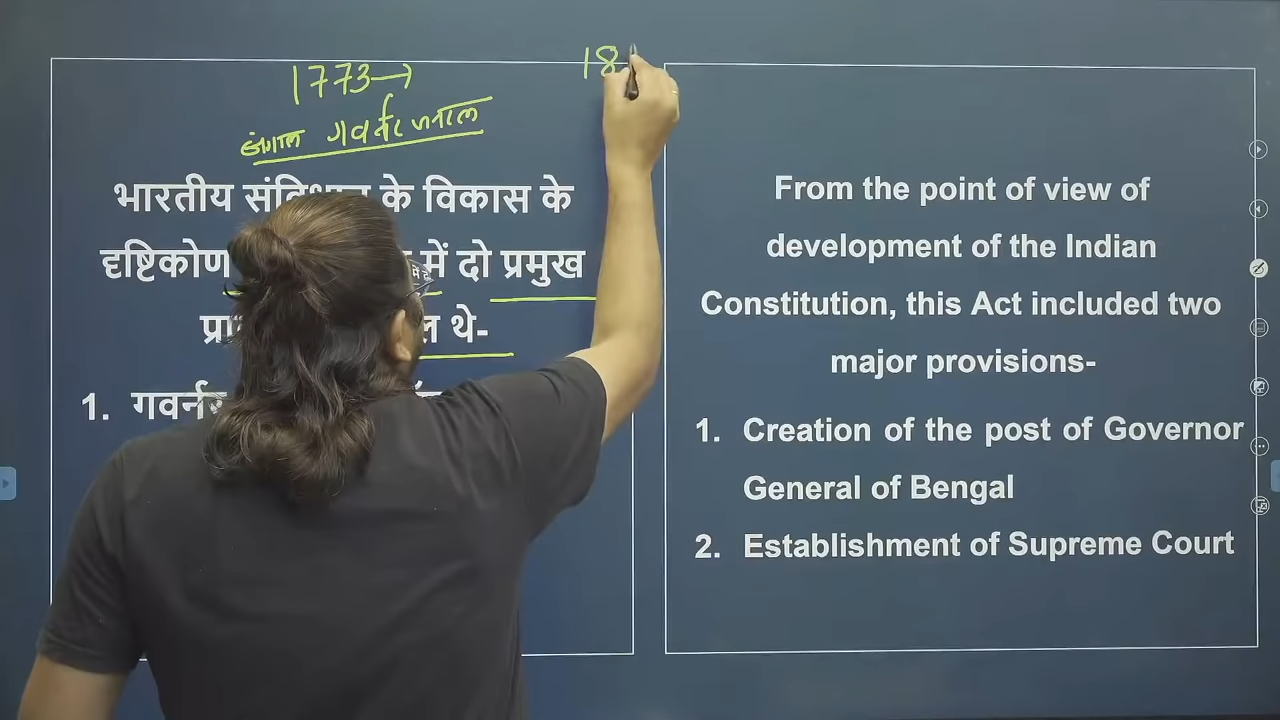 1773→
18
बंगाल गवर्नर जनरल
भारतीय के विकास के
दृष्टिकोण में दो प्रमुख
थे-
1.
From the point of view of
development of the Indian
Constitution, this Act included two
major provisions-
1. Creation of the post of Governor
General of Bengal
2. Establishment of Supreme Court